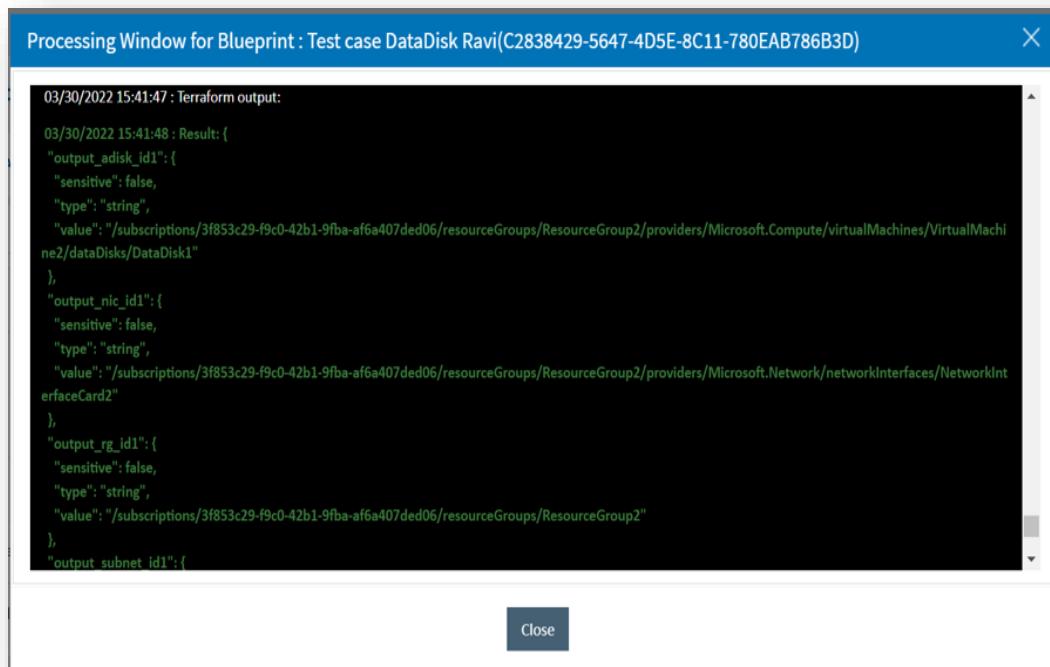 Processing Window for Blueprint : Test case DataDisk Ravi(C2838429-5647-4D5E-8C11-780EAB786B3D)
03/30/2022 15:41:47 : Terraform output:
03/30/2022 15:41:48 : Result: {
"output_adisk_id1": {
"sensitive": false,
"type": "string",
"value": "/subscriptions/3f853c29-f9c0-42b1-9fba-af6a407ded06/resourceGroups/ResourceGroup2/providers/Microsoft.Compute/virtualMachines/VirtualMachi
ne2/dataDisks/DataDisk1"
},
"output_nic_id1": {
"sensitive": false,
"type": "string",
"value": "/subscriptions/3f853c29-f9c0-42b1-9fba-af6a407ded06/resourceGroups/ResourceGroup2/providers/Microsoft.Network/networkInterfaces/NetworkInt
erfaceCard2"
},
"output_rg_id1": {
"sensitive": false,
"type": "string",
"value": "/subscriptions/3f853c29-f9c0-42b1-9fba-af6a407ded06/resourceGroups/ResourceGroup2"
},
"output_subnet_id1": {
Close